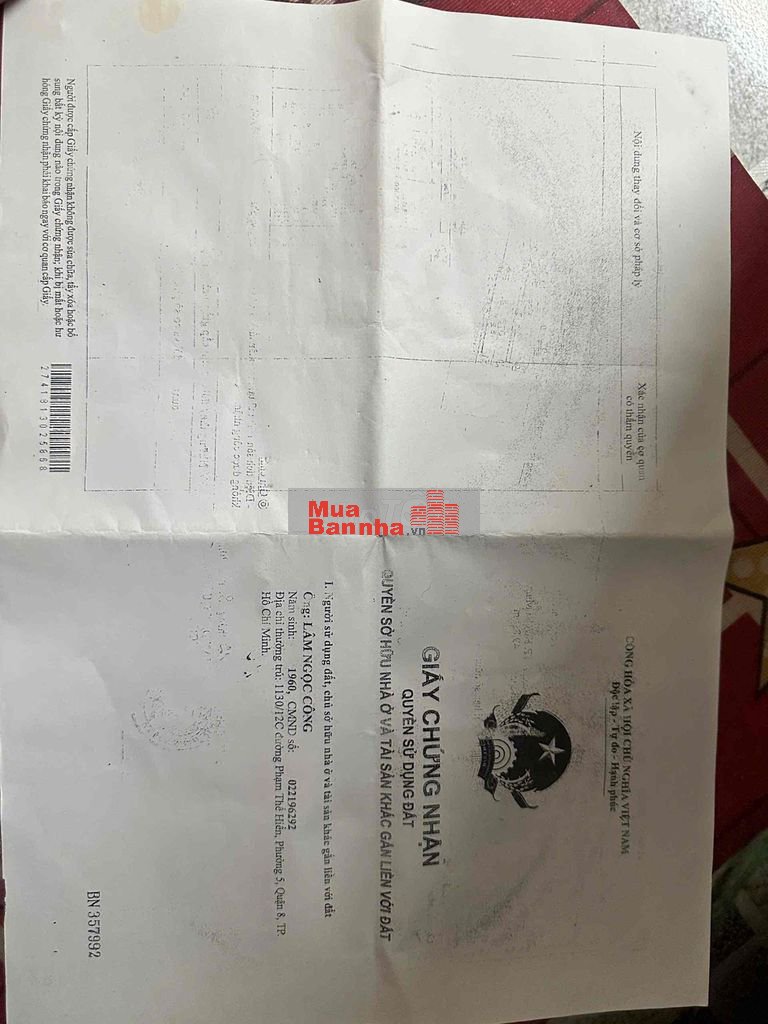 Nội dung thay đổi và cơ sở pháp lý
Xác nhận của cơ quan
có thẩm quyền
Người được cấp Giấy chứng nhận không được sửa chữa, tẩy xóa hoặc bổ
sung bất kỳ nội dung nào trong Giấy chứng nhận; khi bị mất hoặc hư
hỏng Giấy chứng nhận phải khai báo ngay với cơ quan cấp Giấy.
2741813025668
Mua
Bannha.vn
CỘNG HÒA XÃ HỘI CHỦ NGHĨA VIỆT NAM
Độc lập - Tự do - Hạnh phúc
GIẤY CHỨNG NHẬN
QUYỀN SỬ DỤNG ĐẤT
QUYỀN SỞ HỮU NHÀ Ở VÀ TÀI SẢN KHÁC GẮN LIỀN VỚI ĐẤT
I. Người sử dụng đất, chủ sở hữu nhà ở và tài sản khác gắn liền với đất
Ông: LÂM NGỌC CÔNG
Năm sinh: 1960, CMND số: 022196292
Địa chỉ thường trú: 1130/12C đường Phạm Thế Hiển, Phường 5, Quận 8, TP.
Hồ Chí Minh.
BN 357992